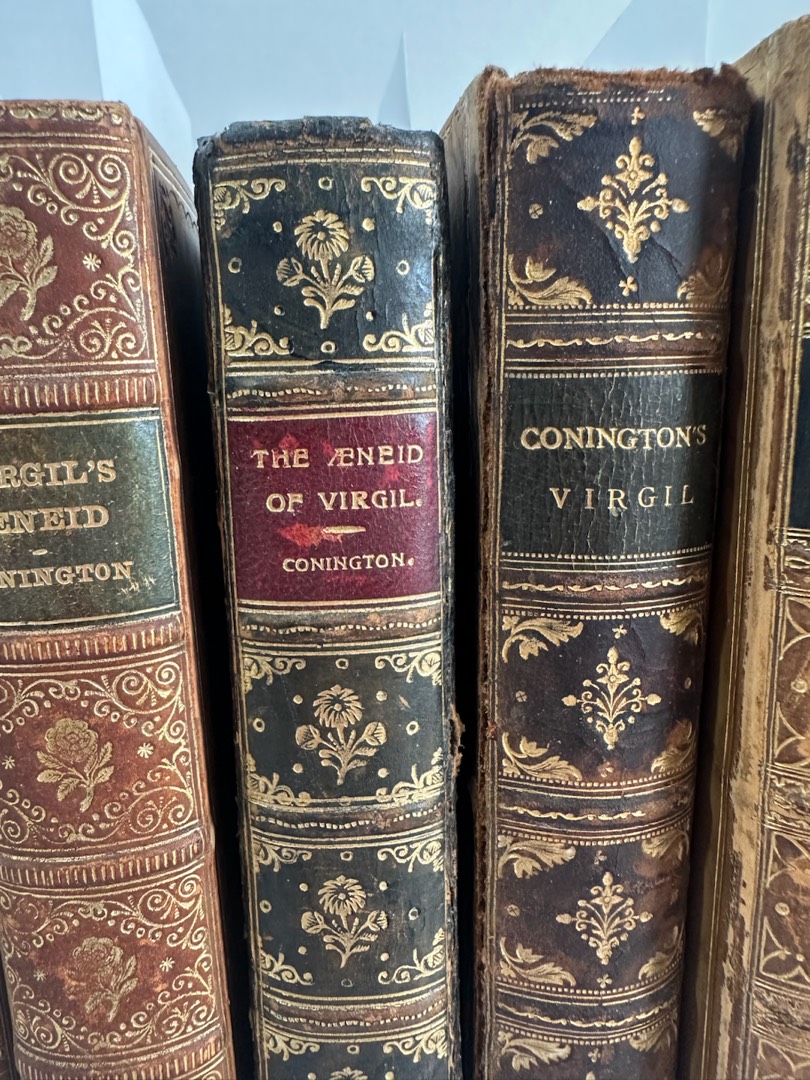 RGIL'S
ENEID
NINGTON
THE ÆNEID
OF VIRGIL.
CONINGTON.
CONINGTON'S
VIRGIL